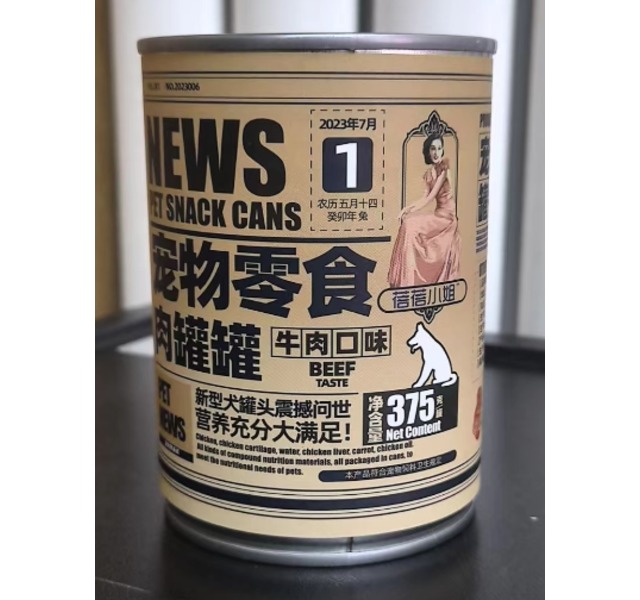 NO.2023006
NEWS
PET SNACK CANS
2023年7月
1
农历五月十四
癸卯年 兔
宠物零食
肉罐罐
蓓蓓小姐
牛肉口味
BEEF
TASTE
PET
NEWS
新型犬罐头震撼问世
营养充分大满足!
净含量
375克/罐
Net Content
Chicken, chicken cartilage, water, chicken liver, carrot, chicken oil.
All kinds of compound nutrition materials, all packaged in cans, to
meet the nutritional needs of pets.
本产品符合宠物饲料卫生规定